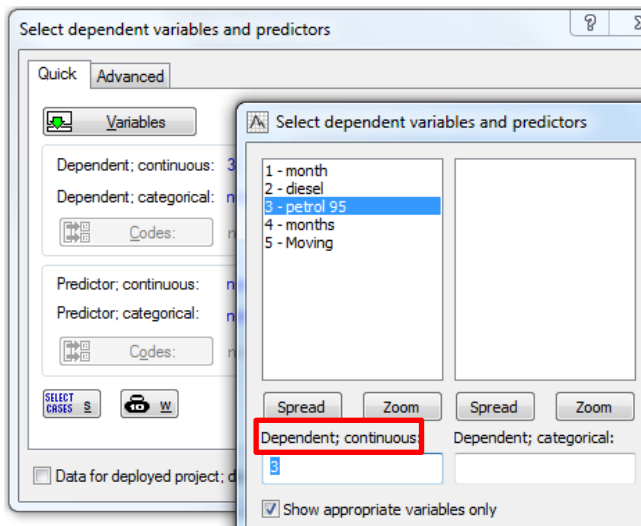 Select dependent variables and predictors
Quick
Advanced
Variables
Dependent; continuous: 3
Dependent; categorical:
Codes:
Predictor; continuous:
Predictor; categorical:
Codes:
SELECT CASES S
W
Data for deployed project; d
Select dependent variables and predictors
1 - month
2 - diesel
3 - petrol 95
4 - months
5 - Moving
Spread
Zoom
Spread
Zoom
Dependent; continuous:
Dependent; categorical:
3
Show appropriate variables only